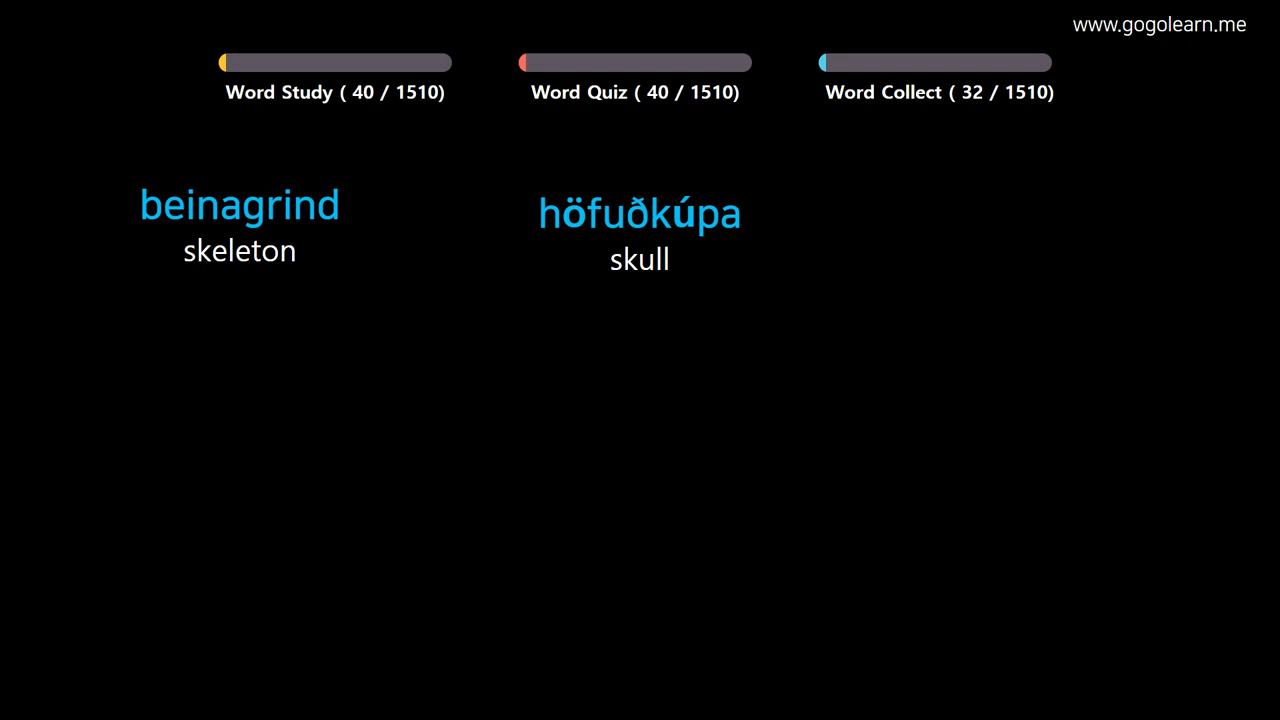 www.gogolearn.me
Word Study ( 40 / 1510)
Word Quiz ( 40 / 1510)
Word Collect ( 32 / 1510)
beinagrind
skeleton
höfuðkúpa
skull